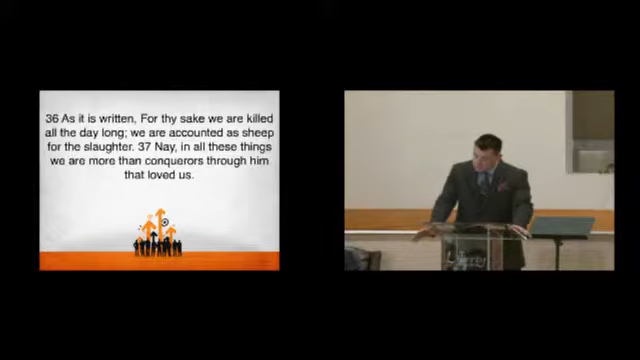 36 As it is written, For thy sake we are killed
all the day long; we are accounted as sheep
for the slaughter. 37 Nay, in all these things
we are more than conquerors through him
that loved us.
Liberty